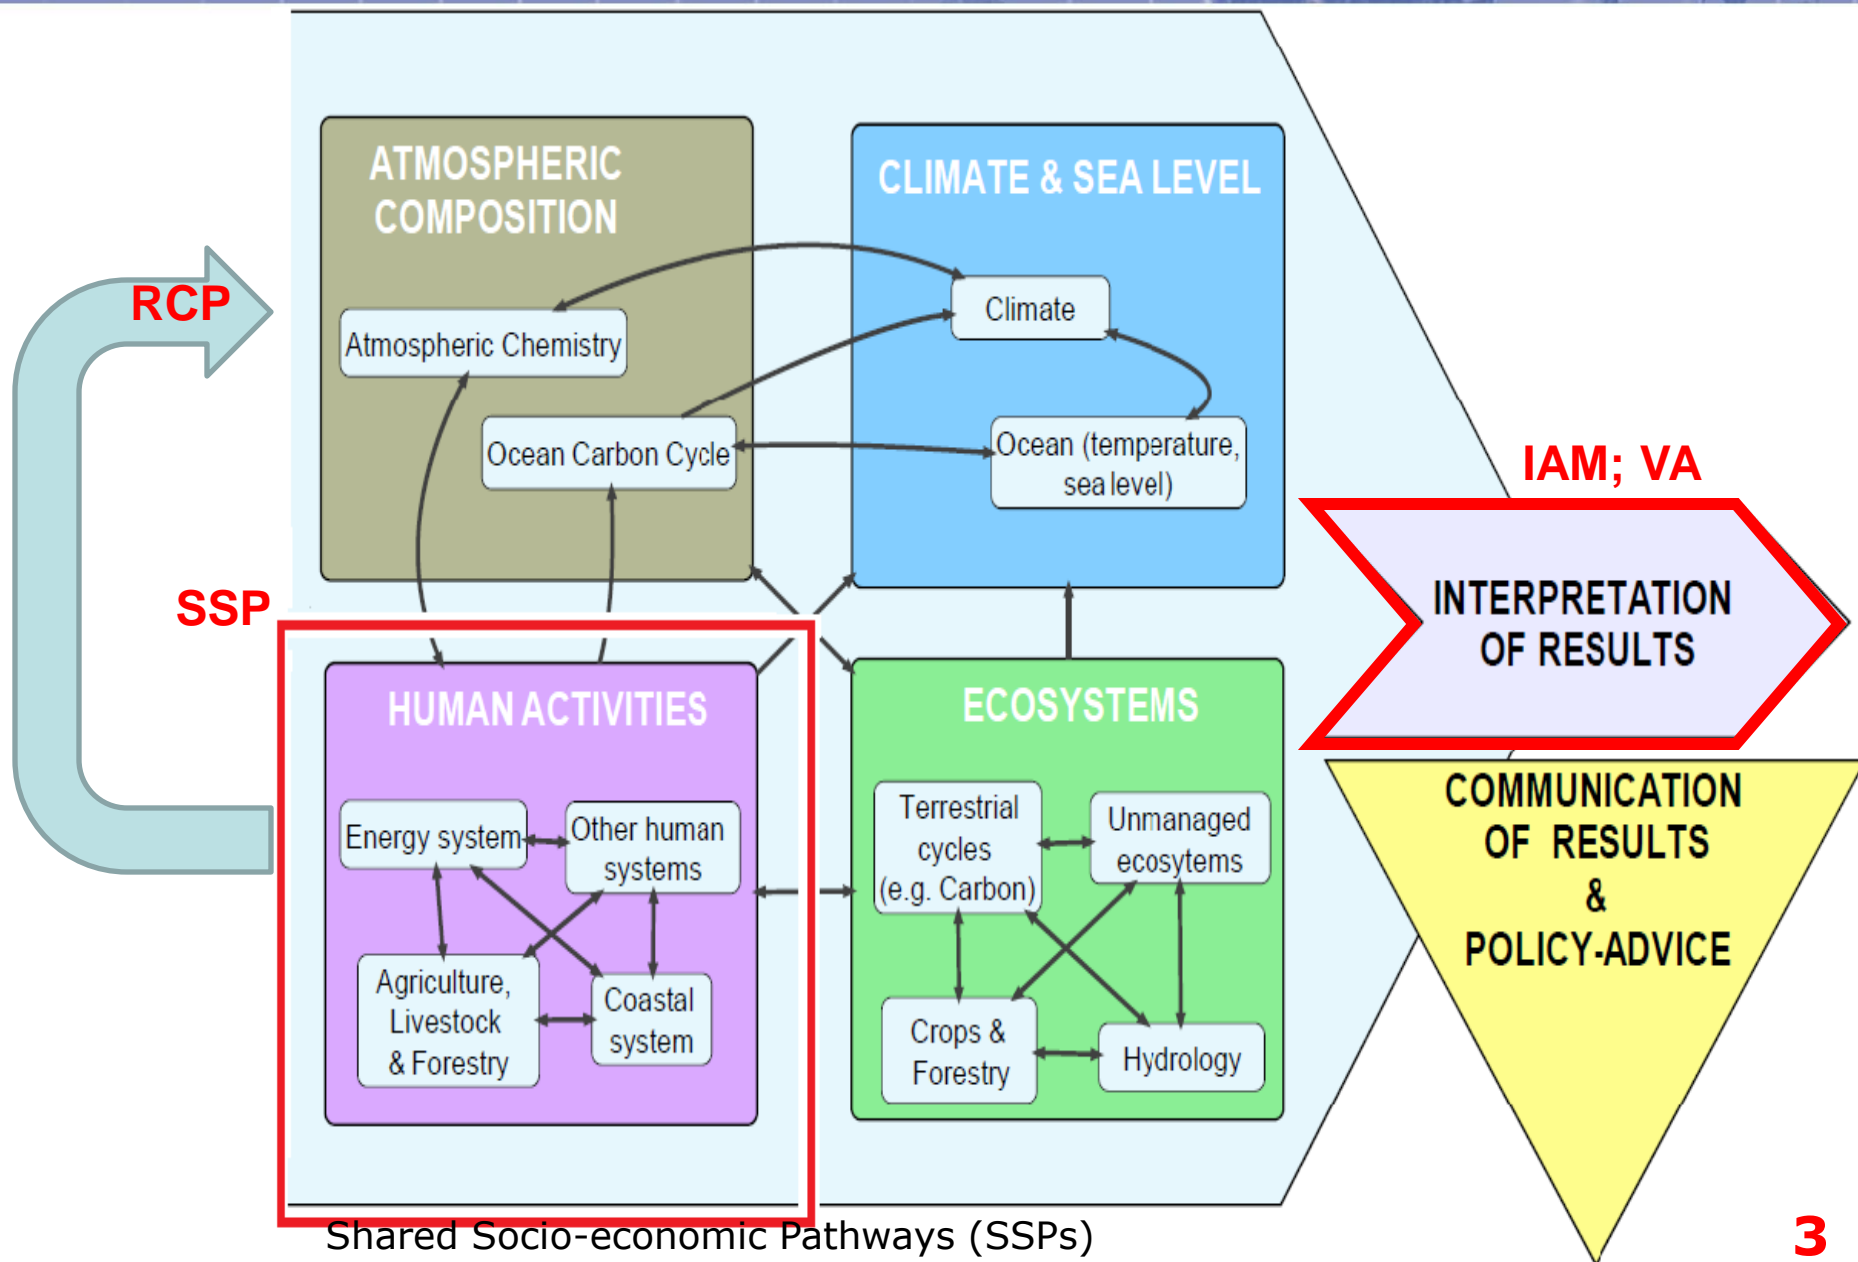 ATMOSPHERIC
COMPOSITION
CLIMATE & SEA LEVEL
RCP
Climate
Atmospheric Chemistry
Ocean Carbon Cycle
Ocean (temperature,
sea level)
IAM; VA
SSP
INTERPRETATION
OF RESULTS
HUMAN ACTIVITIES
Energy system
Other human
systems
Agriculture,
Livestock
& Forestry
Coastal
system
ECOSYSTEMS
Terrestrial
cycles
(e.g. Carbon)
Unmanaged
ecosytems
Crops &
Forestry
Hydrology
COMMUNICATION
OF RESULTS
&
POLICY-ADVICE
Shared Socio-economic Pathways (SSPs)
3